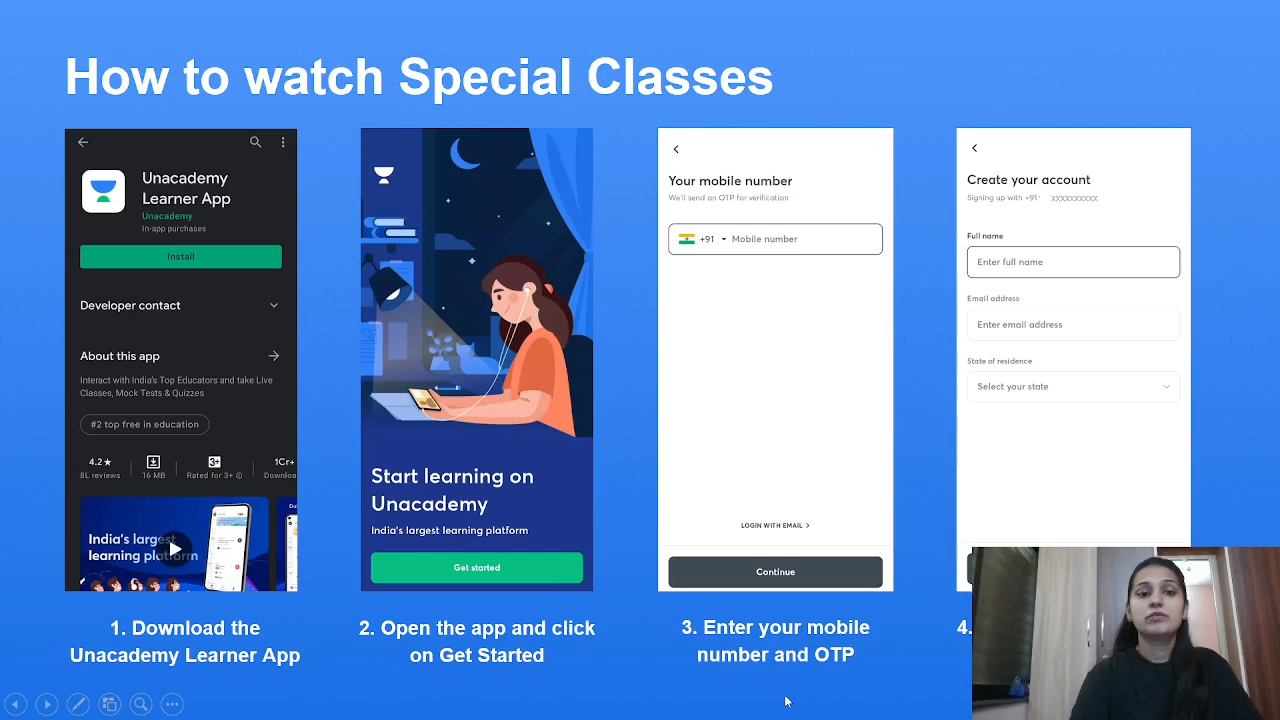 How to watch Special Classes
Unacademy
Learner App
Unacademy
In-app purchases
Install
Developer contact
About this app
Interact with India's Top Educators and take Live
Classes, Mock Tests & Quizzes
#2 top free in education
4.2★
8L reviews
16 MB
3+
Rated for 3+
1Cr+
Downloa
India's largest
learning platform
Start learning on
Unacademy
India's largest learning platform
Get started
Your mobile number
We'll send an OTP for verification
+91 Mobile number
LOGIN WITH EMAIL >
Continue
Create your account
Signing up with +91 XXXXXXXXXX
Full name
Enter full name
Email address
Enter email address
State of residence
Select your state
1. Download the
Unacademy Learner App
2. Open the app and click
on Get Started
3. Enter your mobile
number and OTP
4.